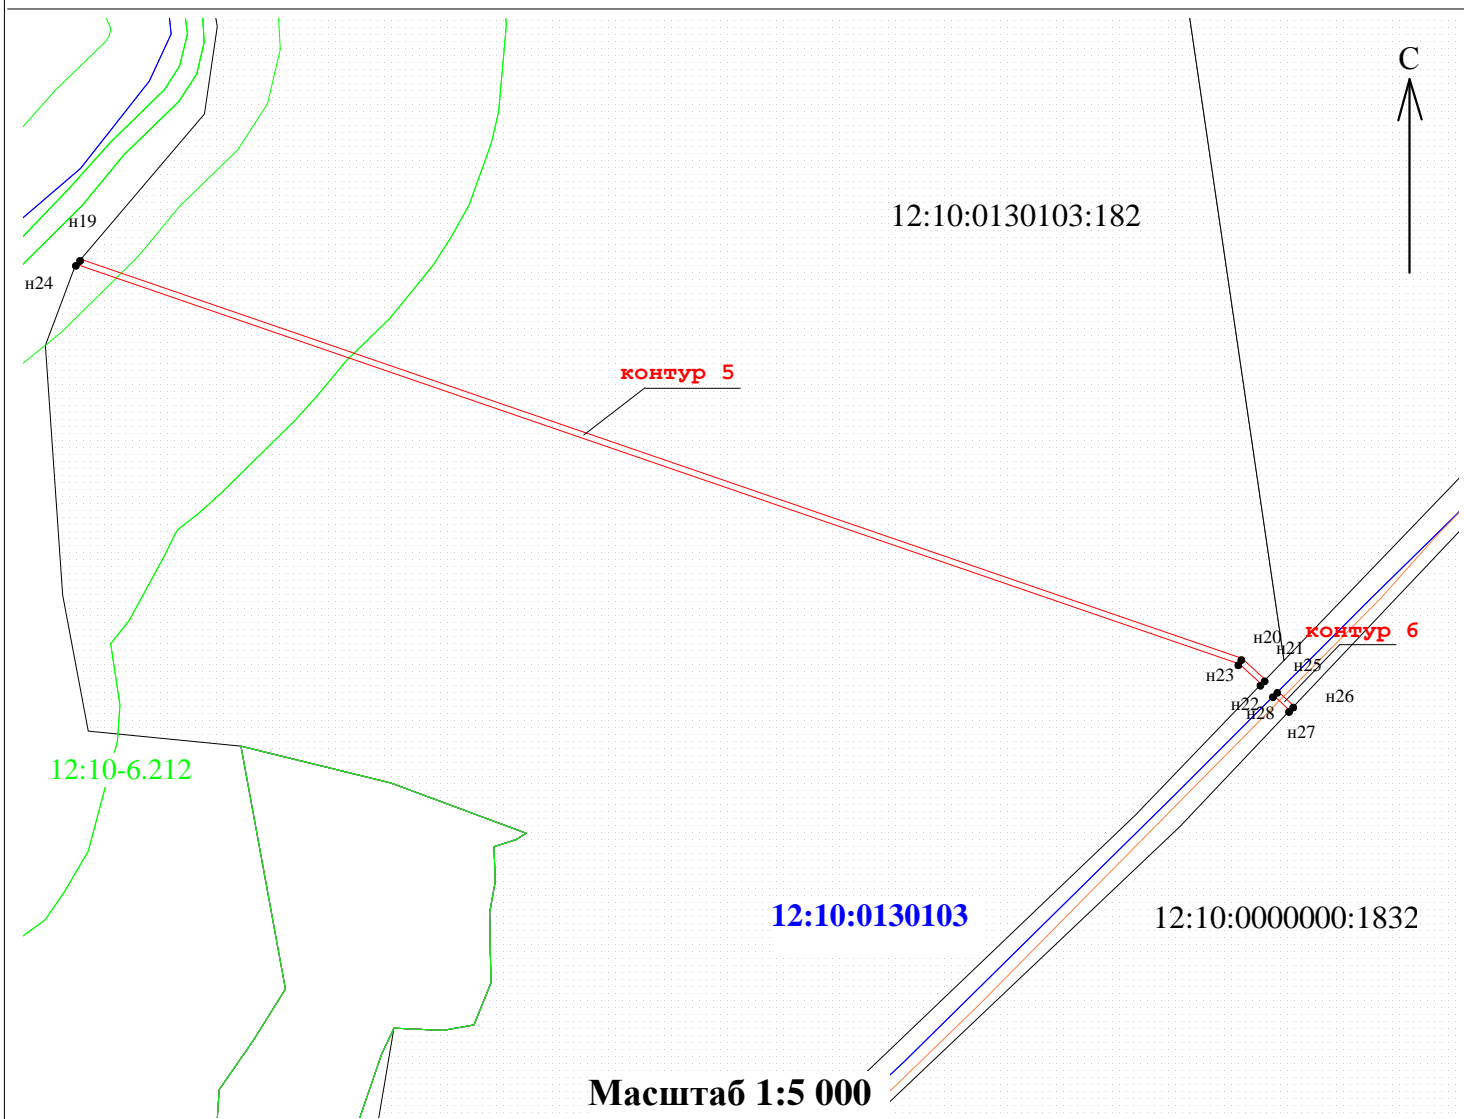 С
12:10:0130103:182
н19
н24
контур 5
н20
контур 6
н21
н25
н23
н26
н22
н28
н27
12:10-6.212
12:10:0130103
12:10:0000000:1832
Масштаб 1:5 000